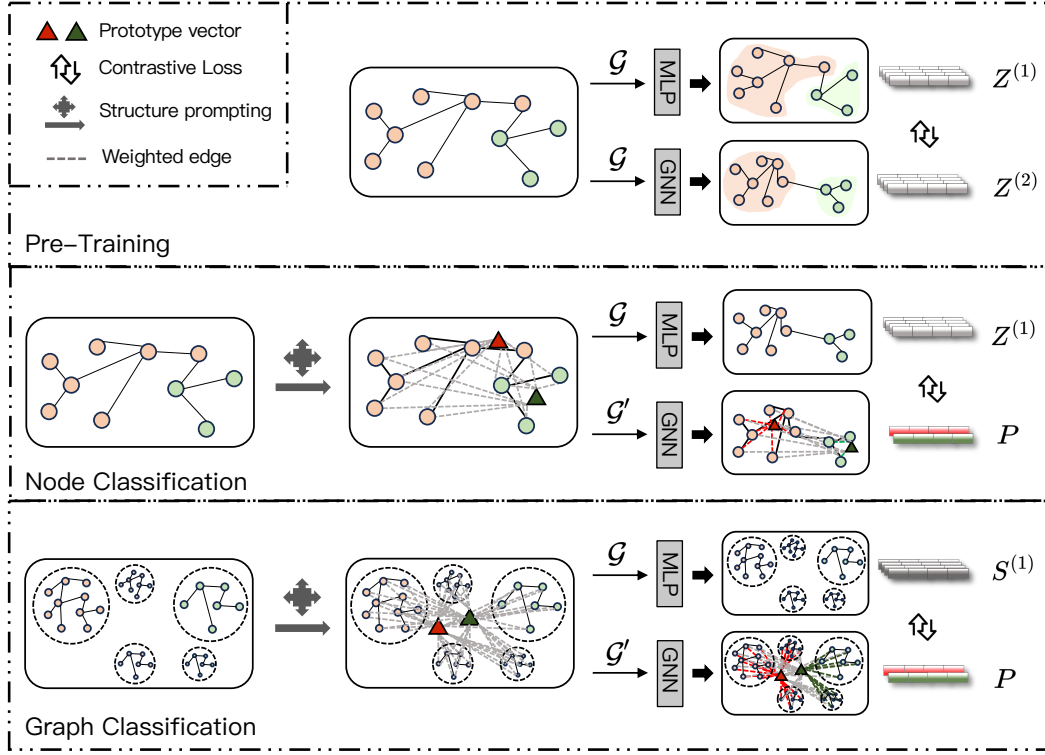 Prototype vector
Contrastive Loss
Structure prompting
Weighted edge
𝒢 MLP Z^{(1)}
𝒢 GNN Z^{(2)}
Pre-Training
𝒢 MLP Z^{(1)}
𝒢′ GNN P
Node Classification
𝒢 MLP S^{(1)}
𝒢′ GNN P
Graph Classification